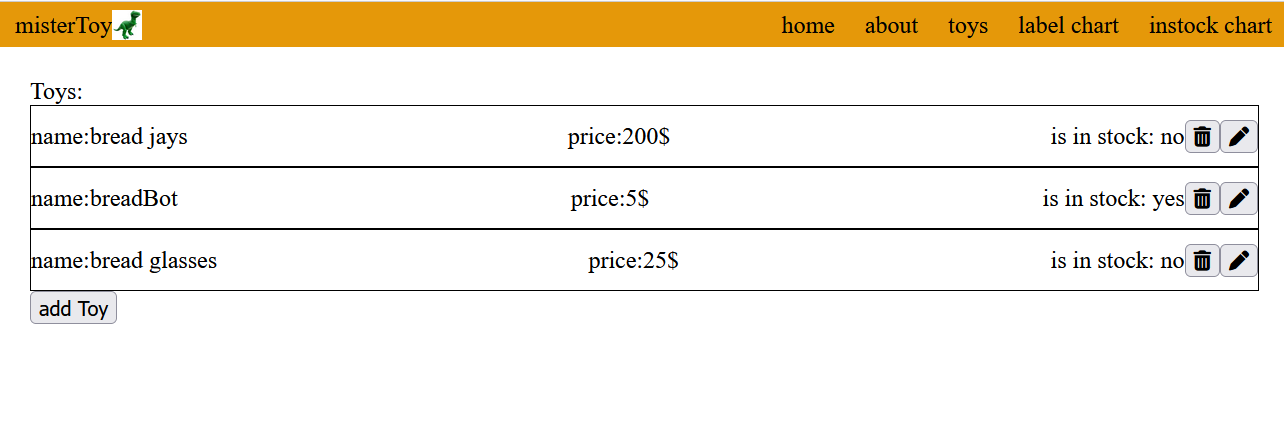 misterToy home about toys label chart instock chart
Toys:
name:bread jays price:200$ is in stock: no
name:breadBot price:5$ is in stock: yes
name:bread glasses price:25$ is in stock: no
add Toy